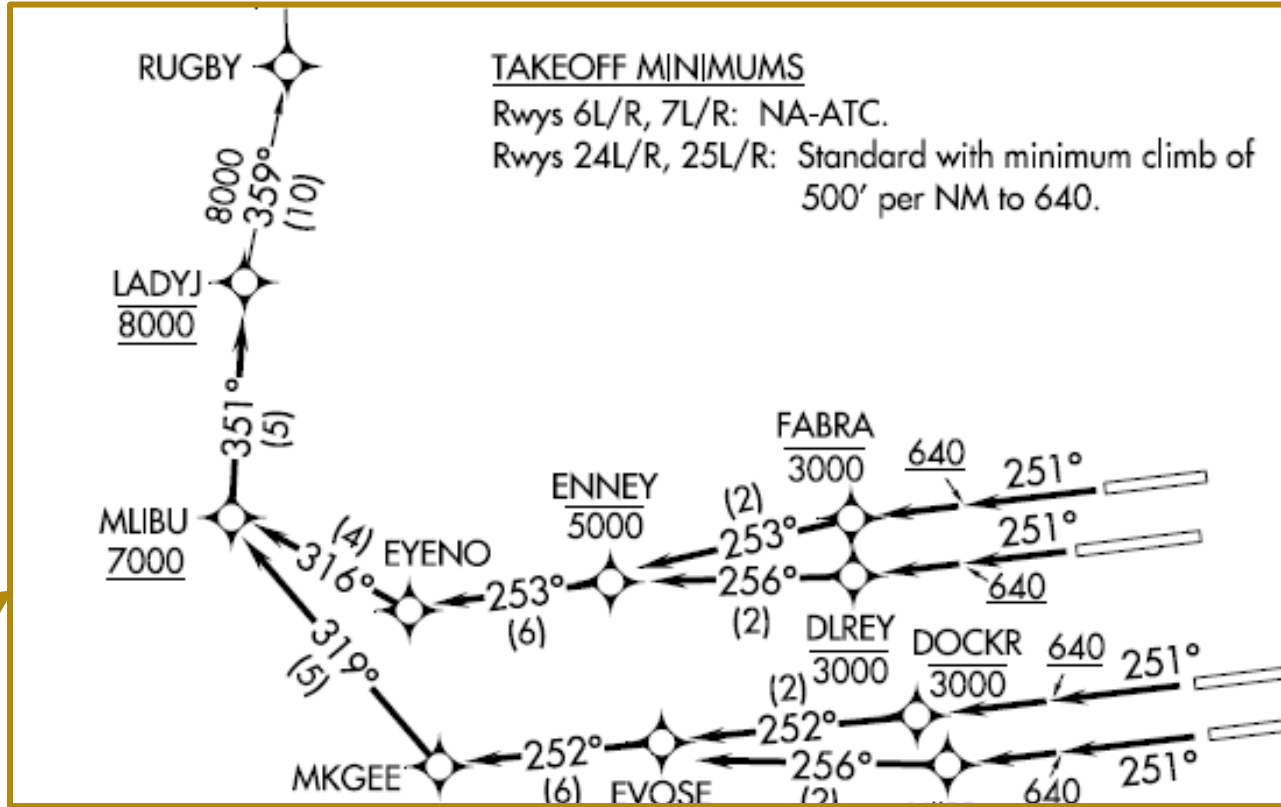 RUGBY
TAKEOFF MINIMUMS
Rwys 6L/R, 7L/R: NA-ATC.
Rwys 24L/R, 25L/R: Standard with minimum climb of
500' per NM to 640.
8000
359°
(10)
LADYJ
8000
351°
(5)
FABRA
3000
640
251°
ENNEY
5000
(2)
253°
MLIBU
7000
(4)
316°
EYENO
251°
253°
(6)
256°
(2)
640
DLREY
3000
DOCKR
3000
640
251°
319°
(5)
(2)
252°
MKGEE
252°
(6)
EVOSE
256°
(2)
640
251°